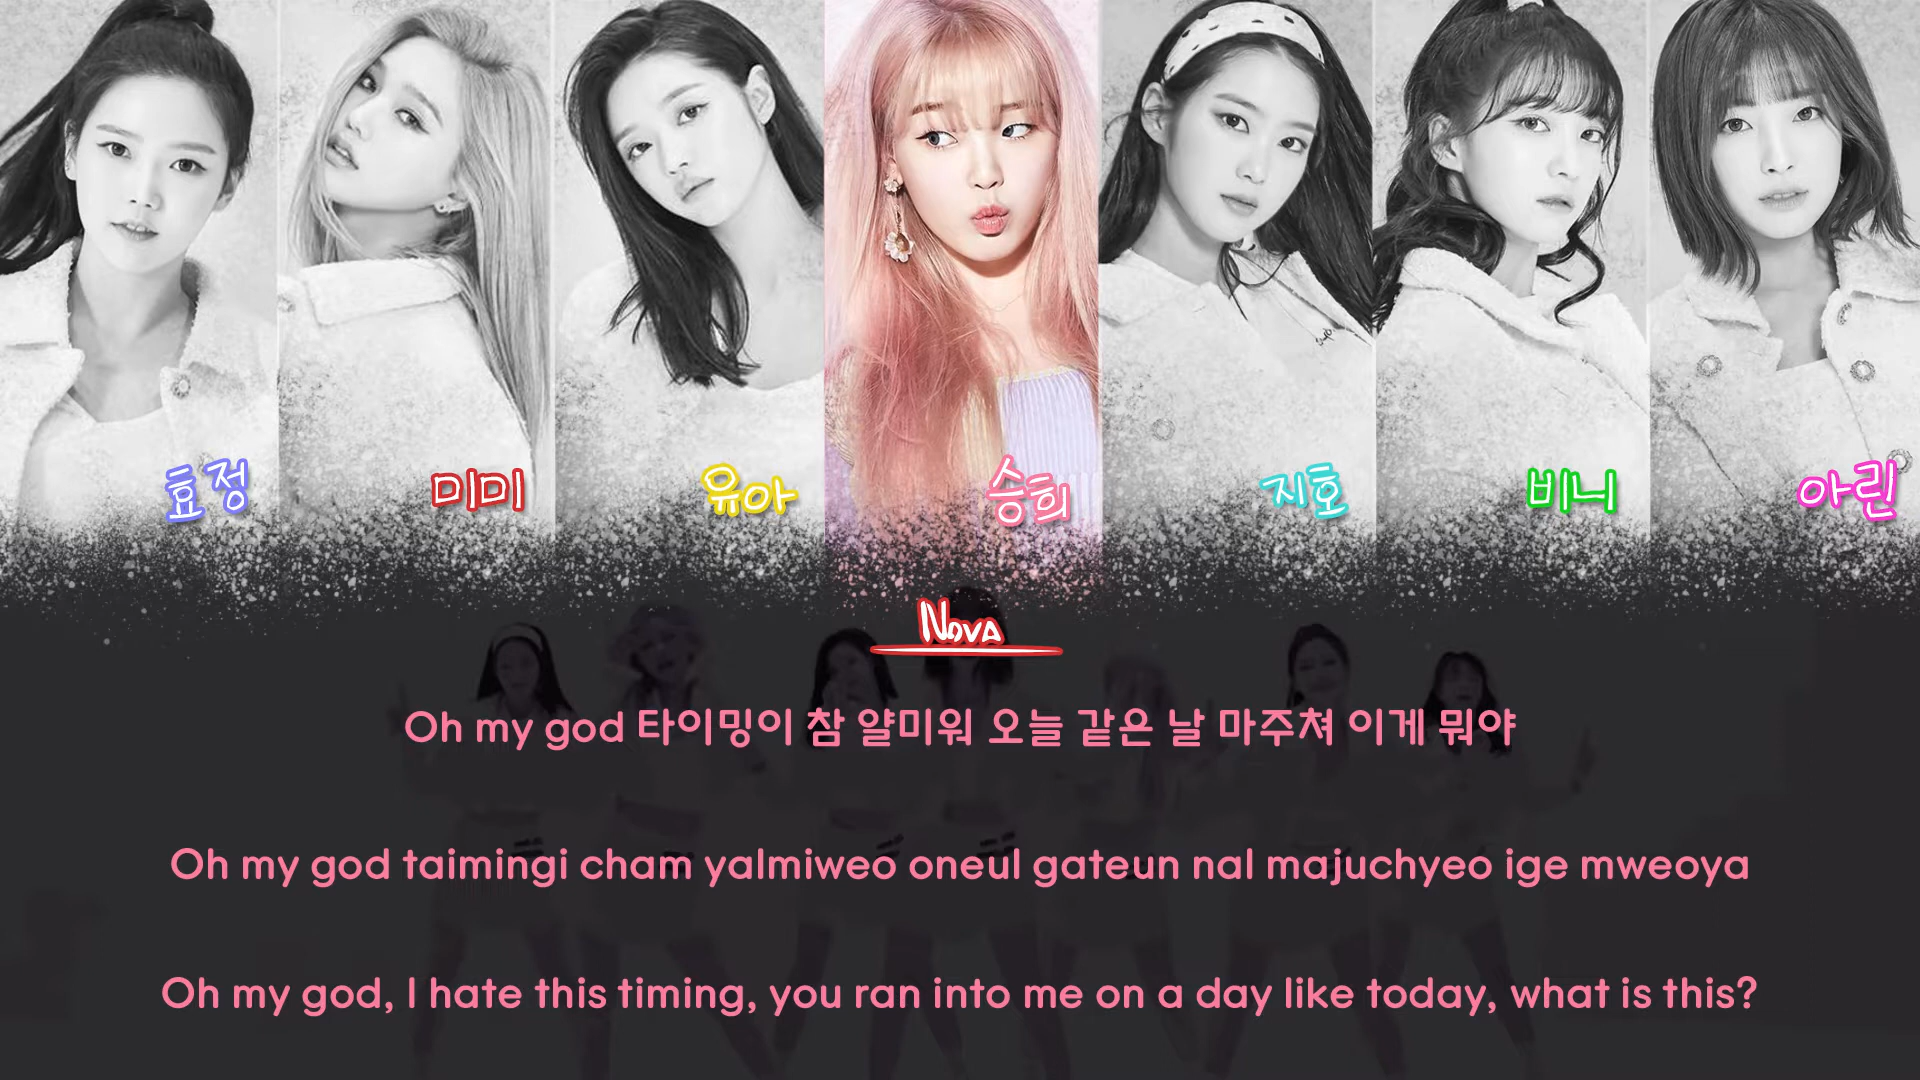 효정
미미
유아
승희
지호
비니
아린
Nova
Oh my god 타이밍이 참 얄미워 오늘 같은 날 마주쳐 이게 뭐야
Oh my god taimingi cham yalmiweo oneul gateun nal majuchyeo ige mweoya
Oh my god, I hate this timing, you ran into me on a day like today, what is this?